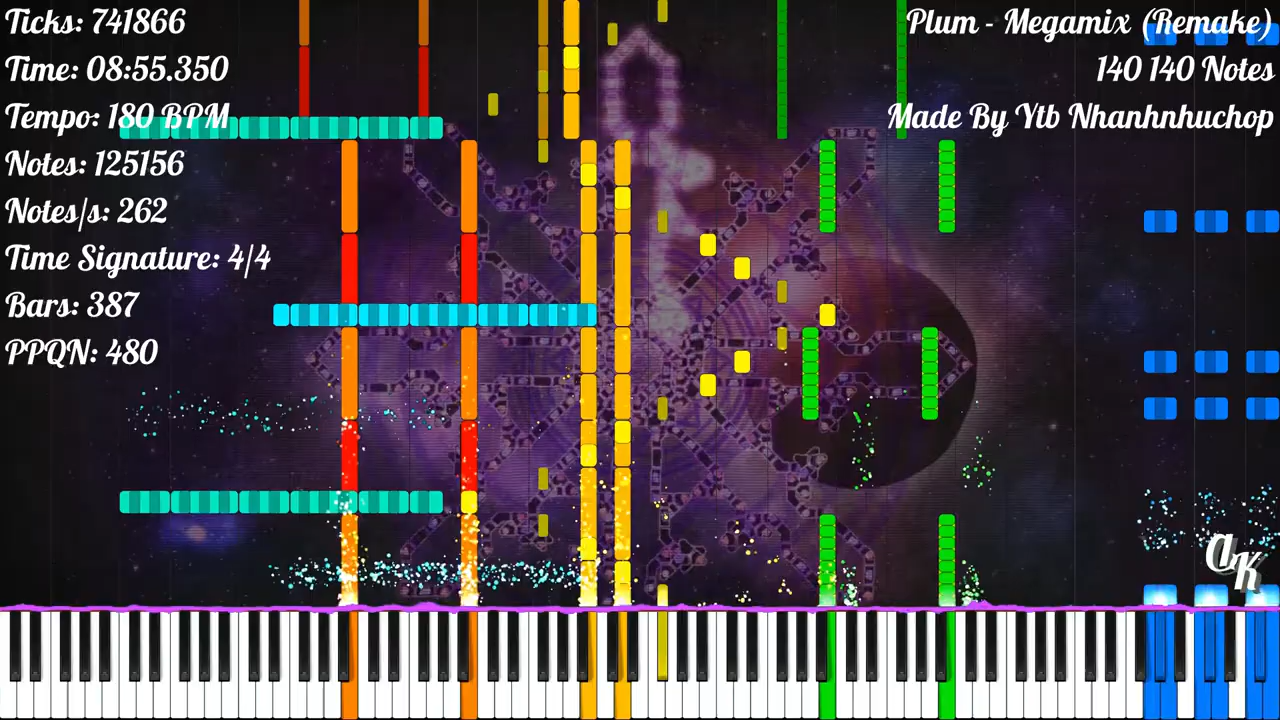 Ticks: 741866
Time: 08:55.350
Tempo: 180 BPM
Notes: 125156
Notes/s: 262
Time Signature: 4/4
Bars: 387
PPQN: 480
Plum - Megamix (Remake)
140 140 Notes
Made By Ytb Nhanhnhuchop
AK